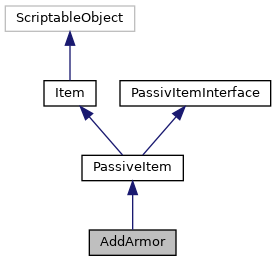 ScriptableObject
Item
PassivItemInterface
PassiveItem
AddArmor